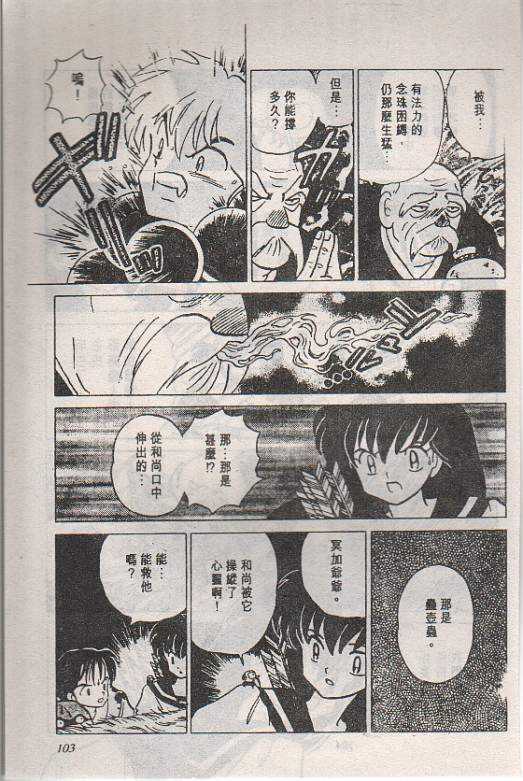 被我…
有法力的
念珠困縛，
仍那麼生猛…
但是…
你能撐
多久？
嗚！
那…那是
甚麼!?
從和尚口中
伸出的…
那是
蠱壺蟲。
冥加爺爺。
和尚被它
操縱了
心靈啊！
能…
能救他
嗎？
103